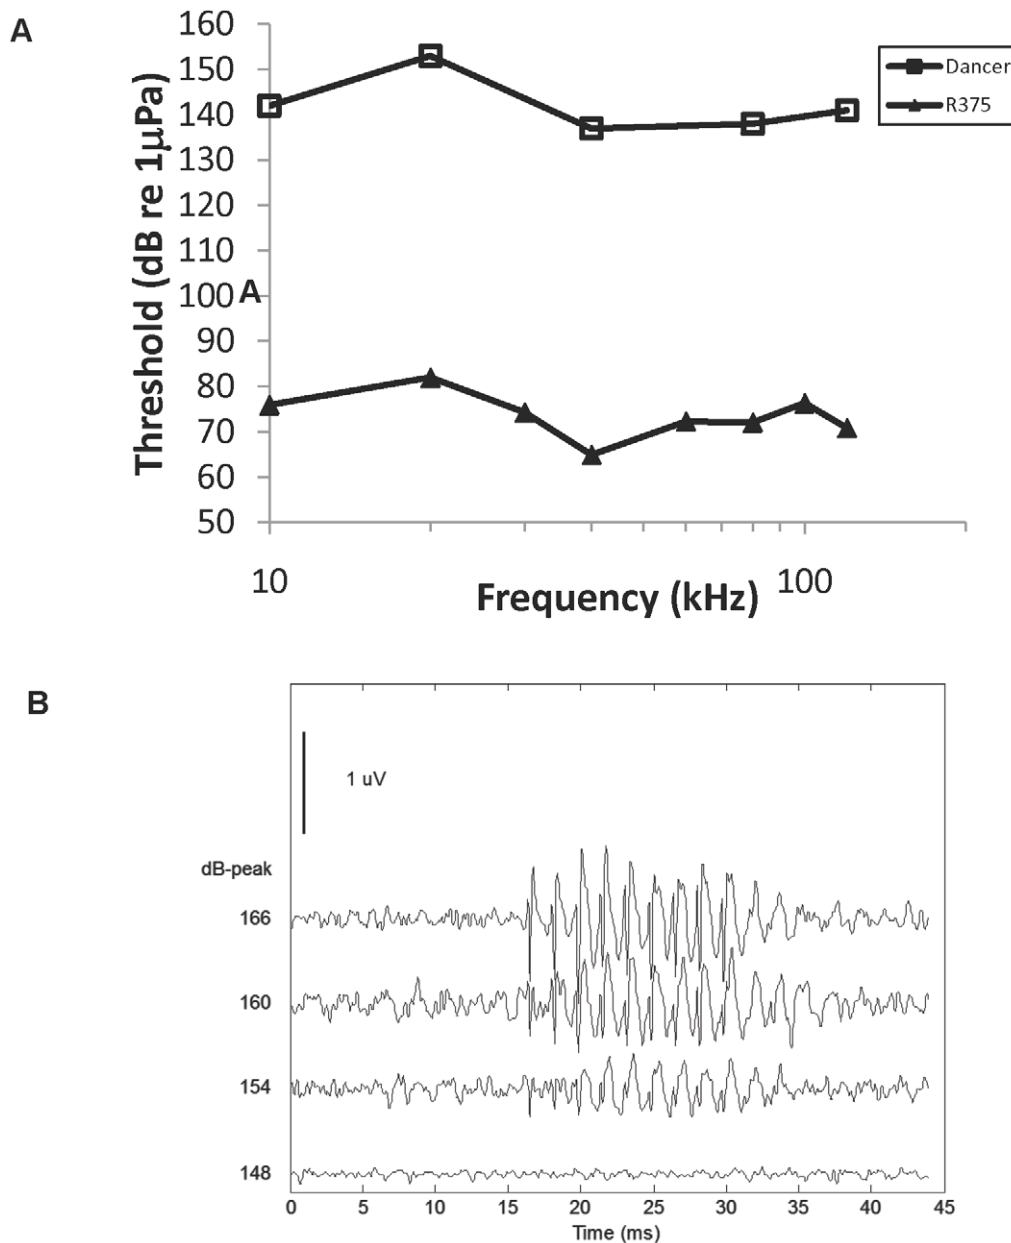 A
160
150
140
130
120
110
100
90
80
70
60
50
Threshold (dB re 1µPa)
A
Dancer
R375
10
100
Frequency (kHz)
B
1 uV
dB-peak
166
160
154
148
0 5 10 15 20 25 30 35 40 45
Time (ms)